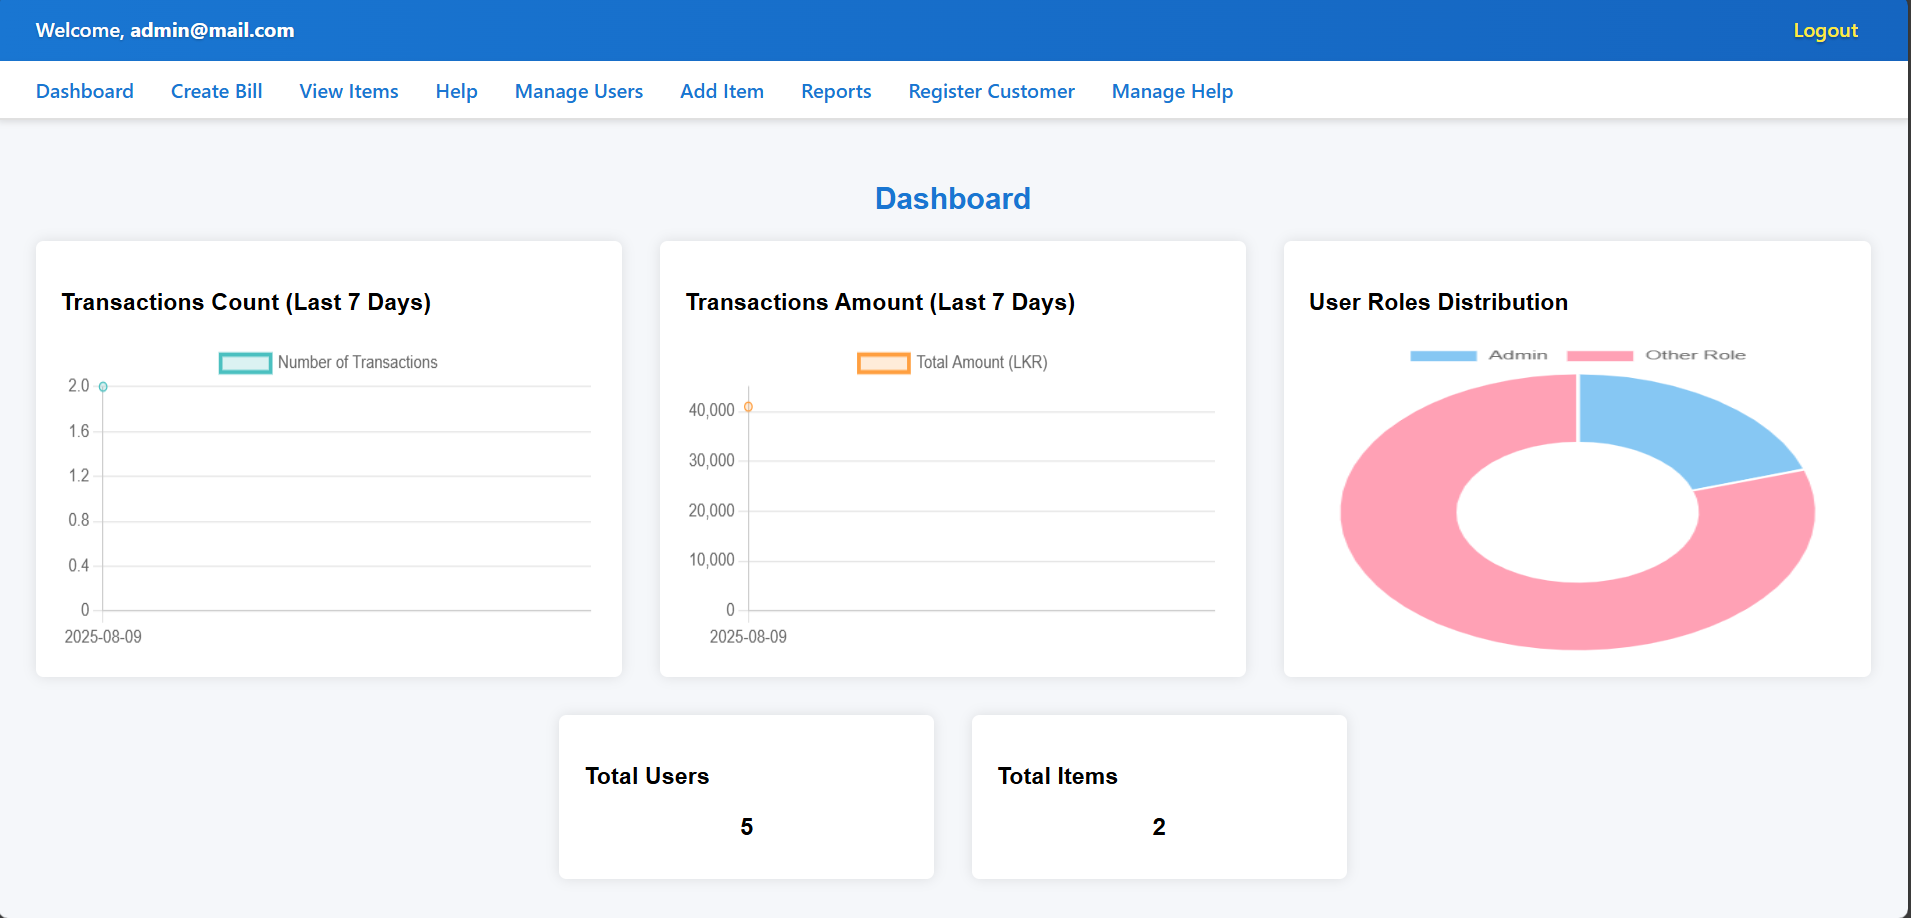 Welcome, admin@mail.com Logout
Dashboard Create Bill View Items Help Manage Users Add Item Reports Register Customer Manage Help
Dashboard
Transactions Count (Last 7 Days)
Number of Transactions
2.0
1.6
1.2
0.8
0.4
0
2025-08-09
Transactions Amount (Last 7 Days)
Total Amount (LKR)
40,000
30,000
20,000
10,000
0
2025-08-09
User Roles Distribution
Admin Other Role
Total Users
5
Total Items
2